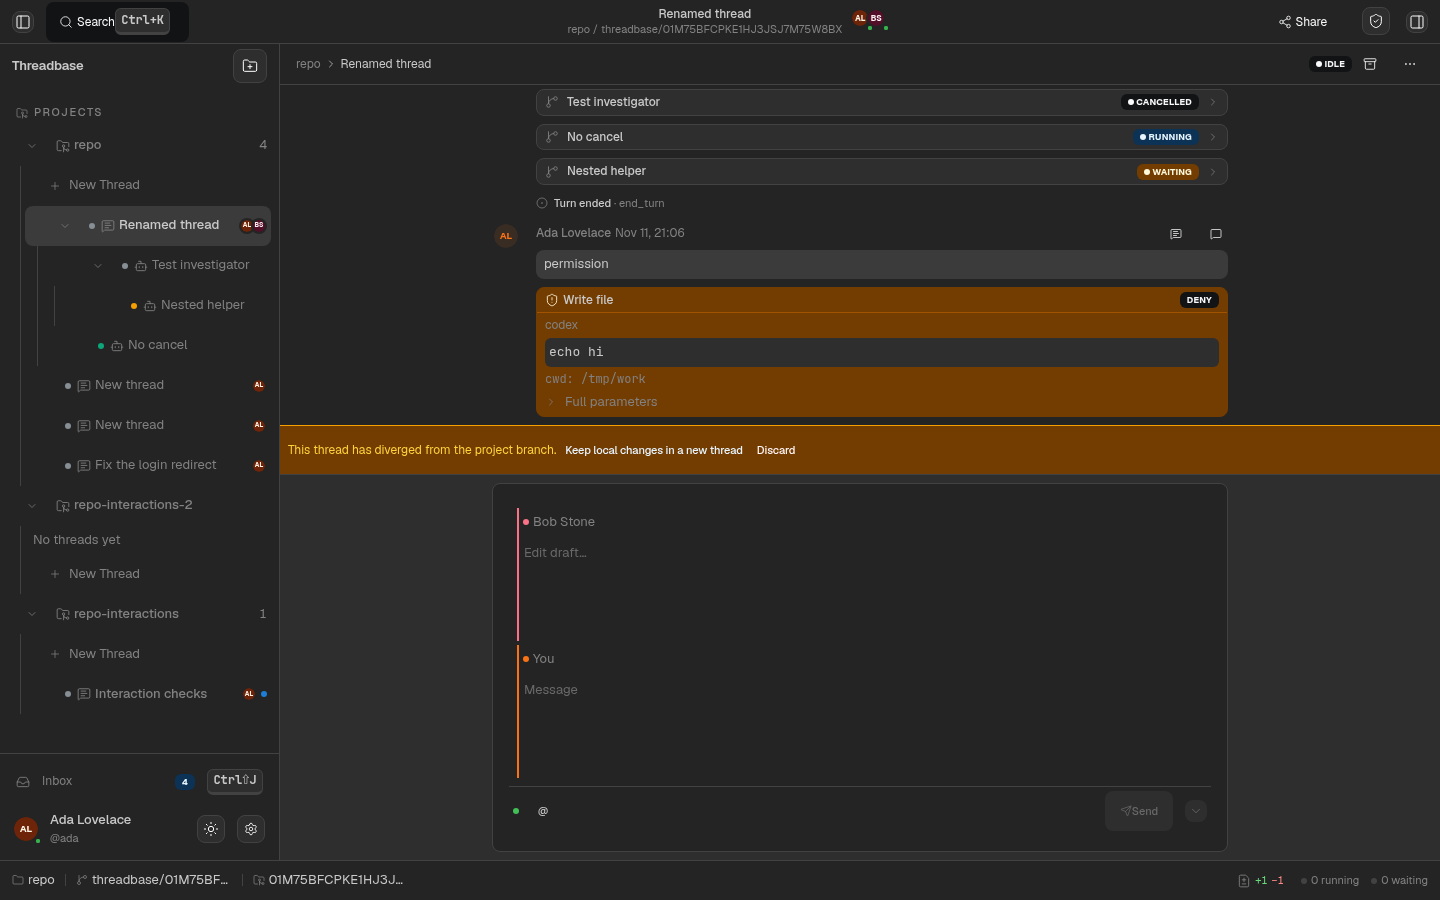 Search Ctrl+K
Renamed thread
repo / threadbase/01M75BFCPKE1HJ3JSJ7M75W8BX
AL BS
Share
Threadbase
PROJECTS
repo 4
New Thread
Renamed thread AL BS
Test investigator
Nested helper
No cancel
New thread AL
New thread AL
Fix the login redirect AL
repo-interactions-2
No threads yet
New Thread
repo-interactions 1
New Thread
Interaction checks AL
Inbox 4 Ctrl⇧J
AL Ada Lovelace
@ada
repo > Renamed thread
IDLE
Test investigator CANCELLED
No cancel RUNNING
Nested helper WAITING
Turn ended · end_turn
AL Ada Lovelace Nov 11, 21:06
permission
Write file DENY
codex
echo hi
cwd: /tmp/work
Full parameters
This thread has diverged from the project branch. Keep local changes in a new thread Discard
Bob Stone
Edit draft…
You
Message
@ Send
repo threadbase/01M75BF… 01M75BFCPKE1HJ3J…
+1 −1 0 running 0 waiting